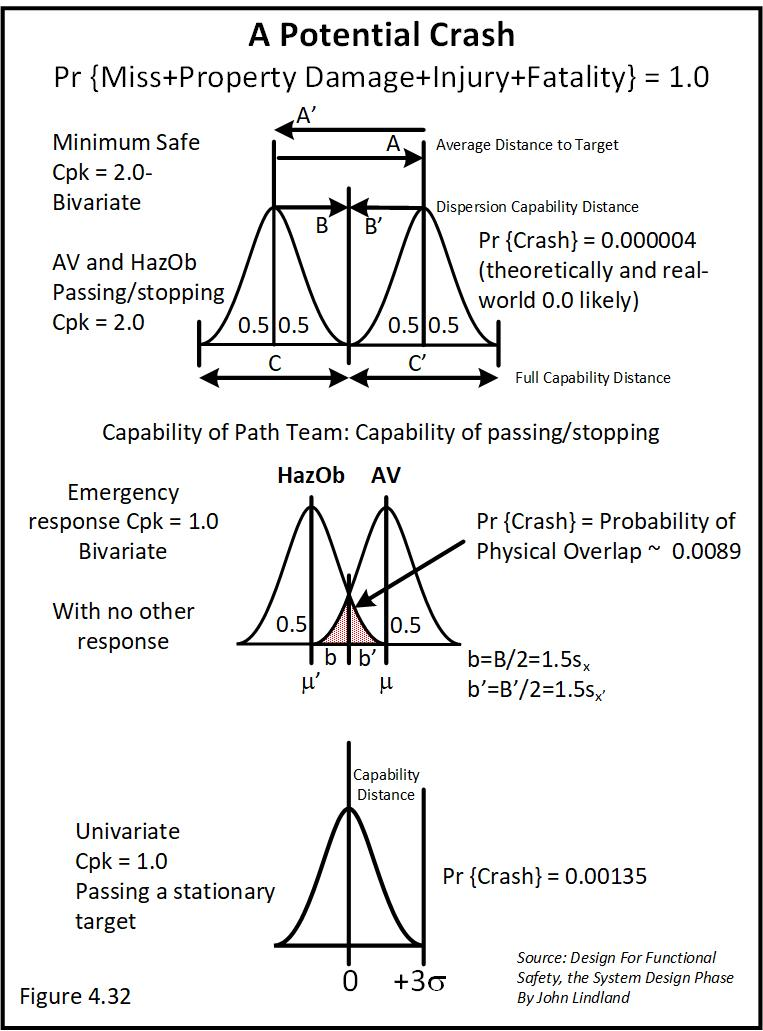 A Potential Crash
Pr {Miss+Property Damage+Injury+Fatality} = 1.0
A’
Minimum Safe
Cpk = 2.0-
Bivariate
A
Average Distance to Target
Dispersion Capability Distance
B
B’
Pr {Crash} = 0.000004
(theoretically and real-
world 0.0 likely)
AV and HazOb
Passing/stopping
Cpk = 2.0
0.5 0.5
0.5 0.5
C
C’
Full Capability Distance
Capability of Path Team: Capability of passing/stopping
HazOb
AV
Emergency
response Cpk = 1.0
Bivariate
Pr {Crash} = Probability of
Physical Overlap ~ 0.0089
With no other
response
0.5
0.5
b
b’
μ’
μ
b=B/2=1.5sx
b’=B’/2=1.5sx’
Capability
Distance
Univariate
Cpk = 1.0
Passing a stationary
target
Pr {Crash} = 0.00135
0
+3σ
Source: Design For Functional
Safety, the System Design Phase
By John Lindland
Figure 4.32